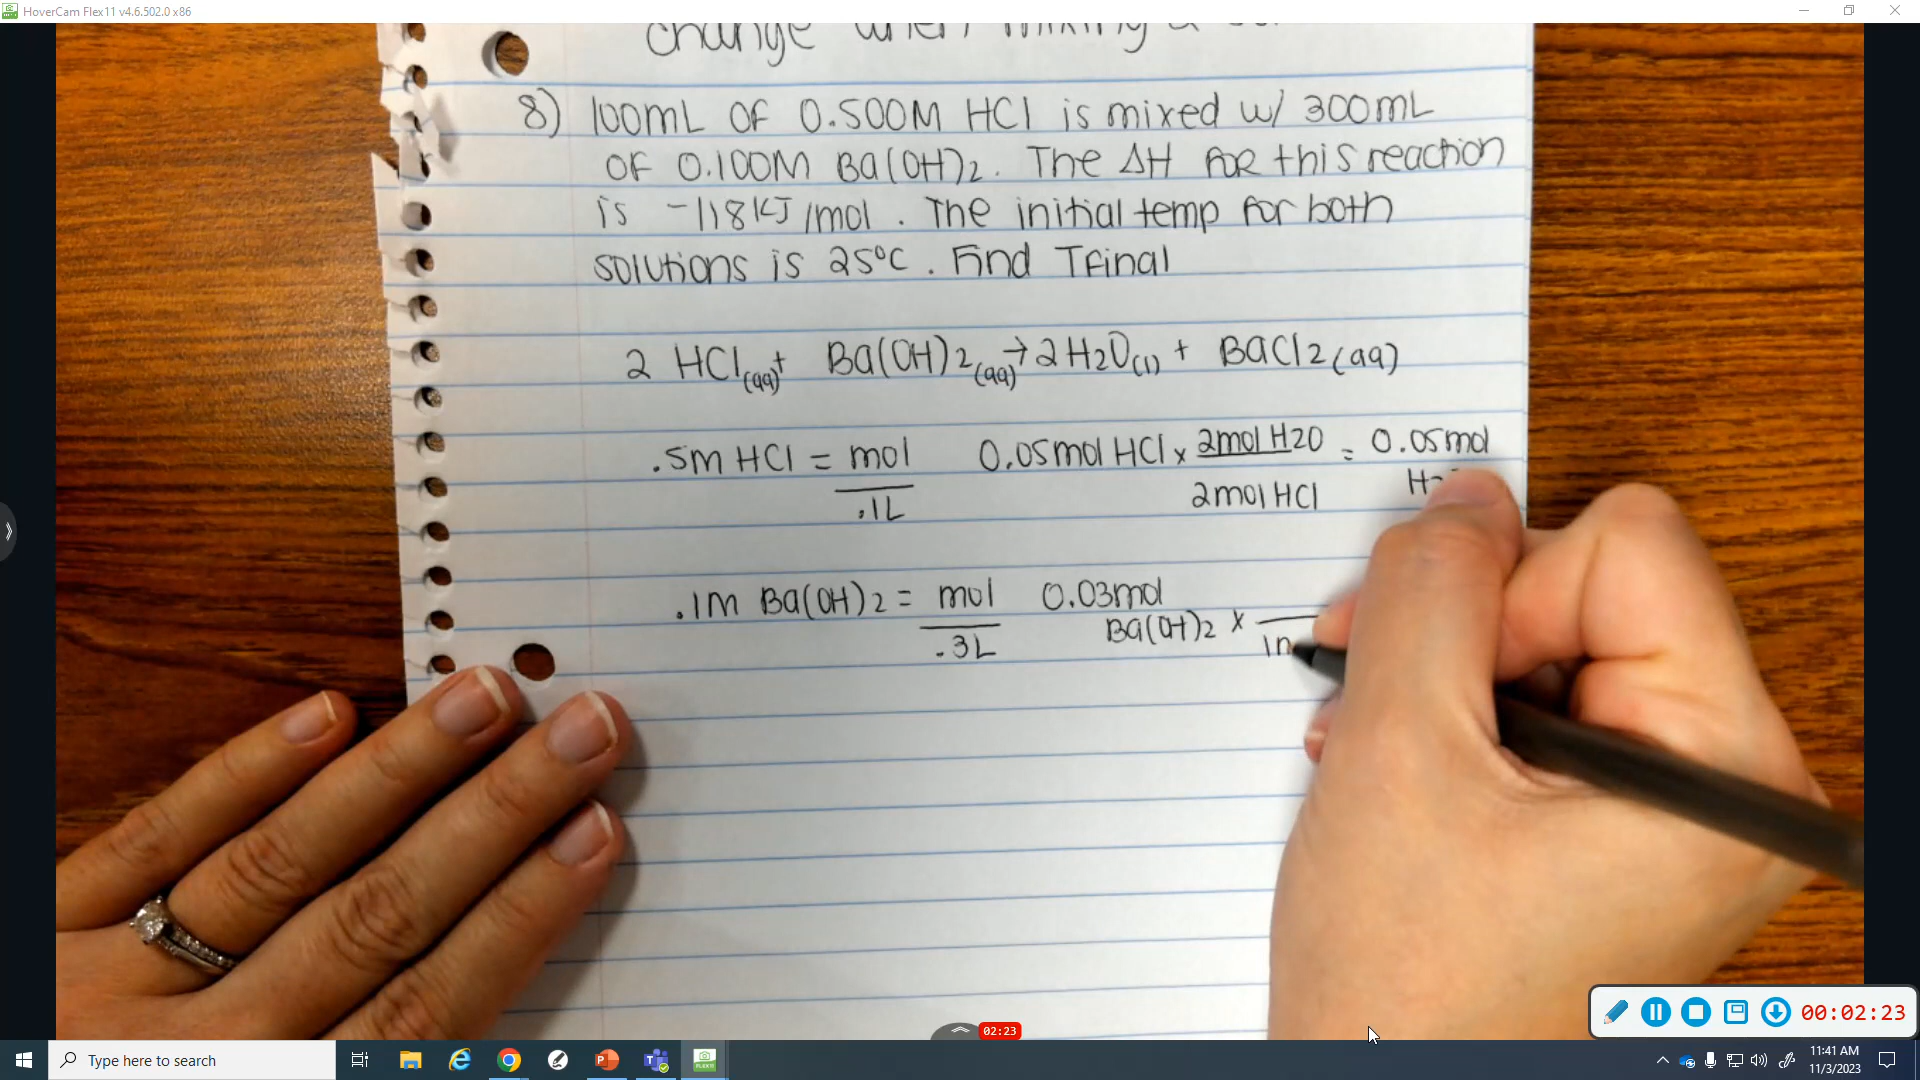 HoverCam Flex11 v4.6.502.0 x86
change when mixing a
8) 100mL OF 0.500M HCl is mixed w/ 300mL
OF 0.100M Ba(OH)2. The ΔH FOR this reaction
is -118KJ/mol. The initial temp for both
solutions is 25°C. Find TFinal
2 HCl(aq)+ Ba(OH)2(aq)→2H2O(l) + BaCl2(aq)
.5M HCl = mol 0.05mol HCl x 2mol H2O = 0.05mol
.1L 2mol HCl
.1M Ba(OH)2 = mol 0.03mol
.3L Ba(OH)2 x
02:23
00:02:23
Type here to search
11:41 AM
11/3/2023